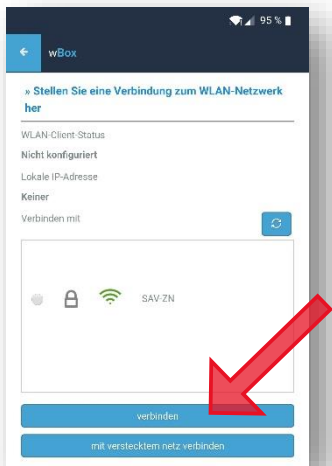 95 %
wBox
» Stellen Sie eine Verbindung zum WLAN-Netzwerk
her
WLAN-Client-Status
Nicht konfiguriert
Lokale IP-Adresse
Keiner
Verbinden mit
SAV-ZN
verbinden
mit verstecktem netz verbinden